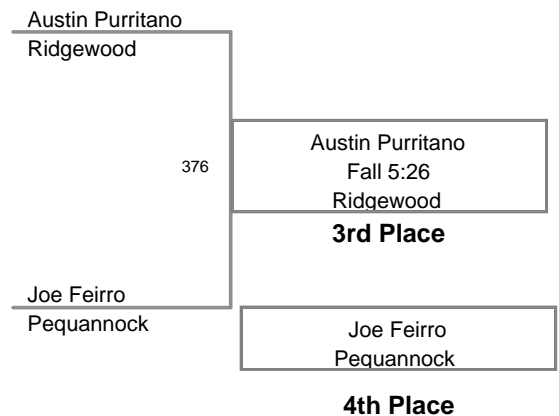 Austin Purritano
Ridgewood
376
Austin Purritano
Fall 5:26
Ridgewood
3rd Place
Joe Feirro
Pequannock
Joe Feirro
Pequannock
4th Place